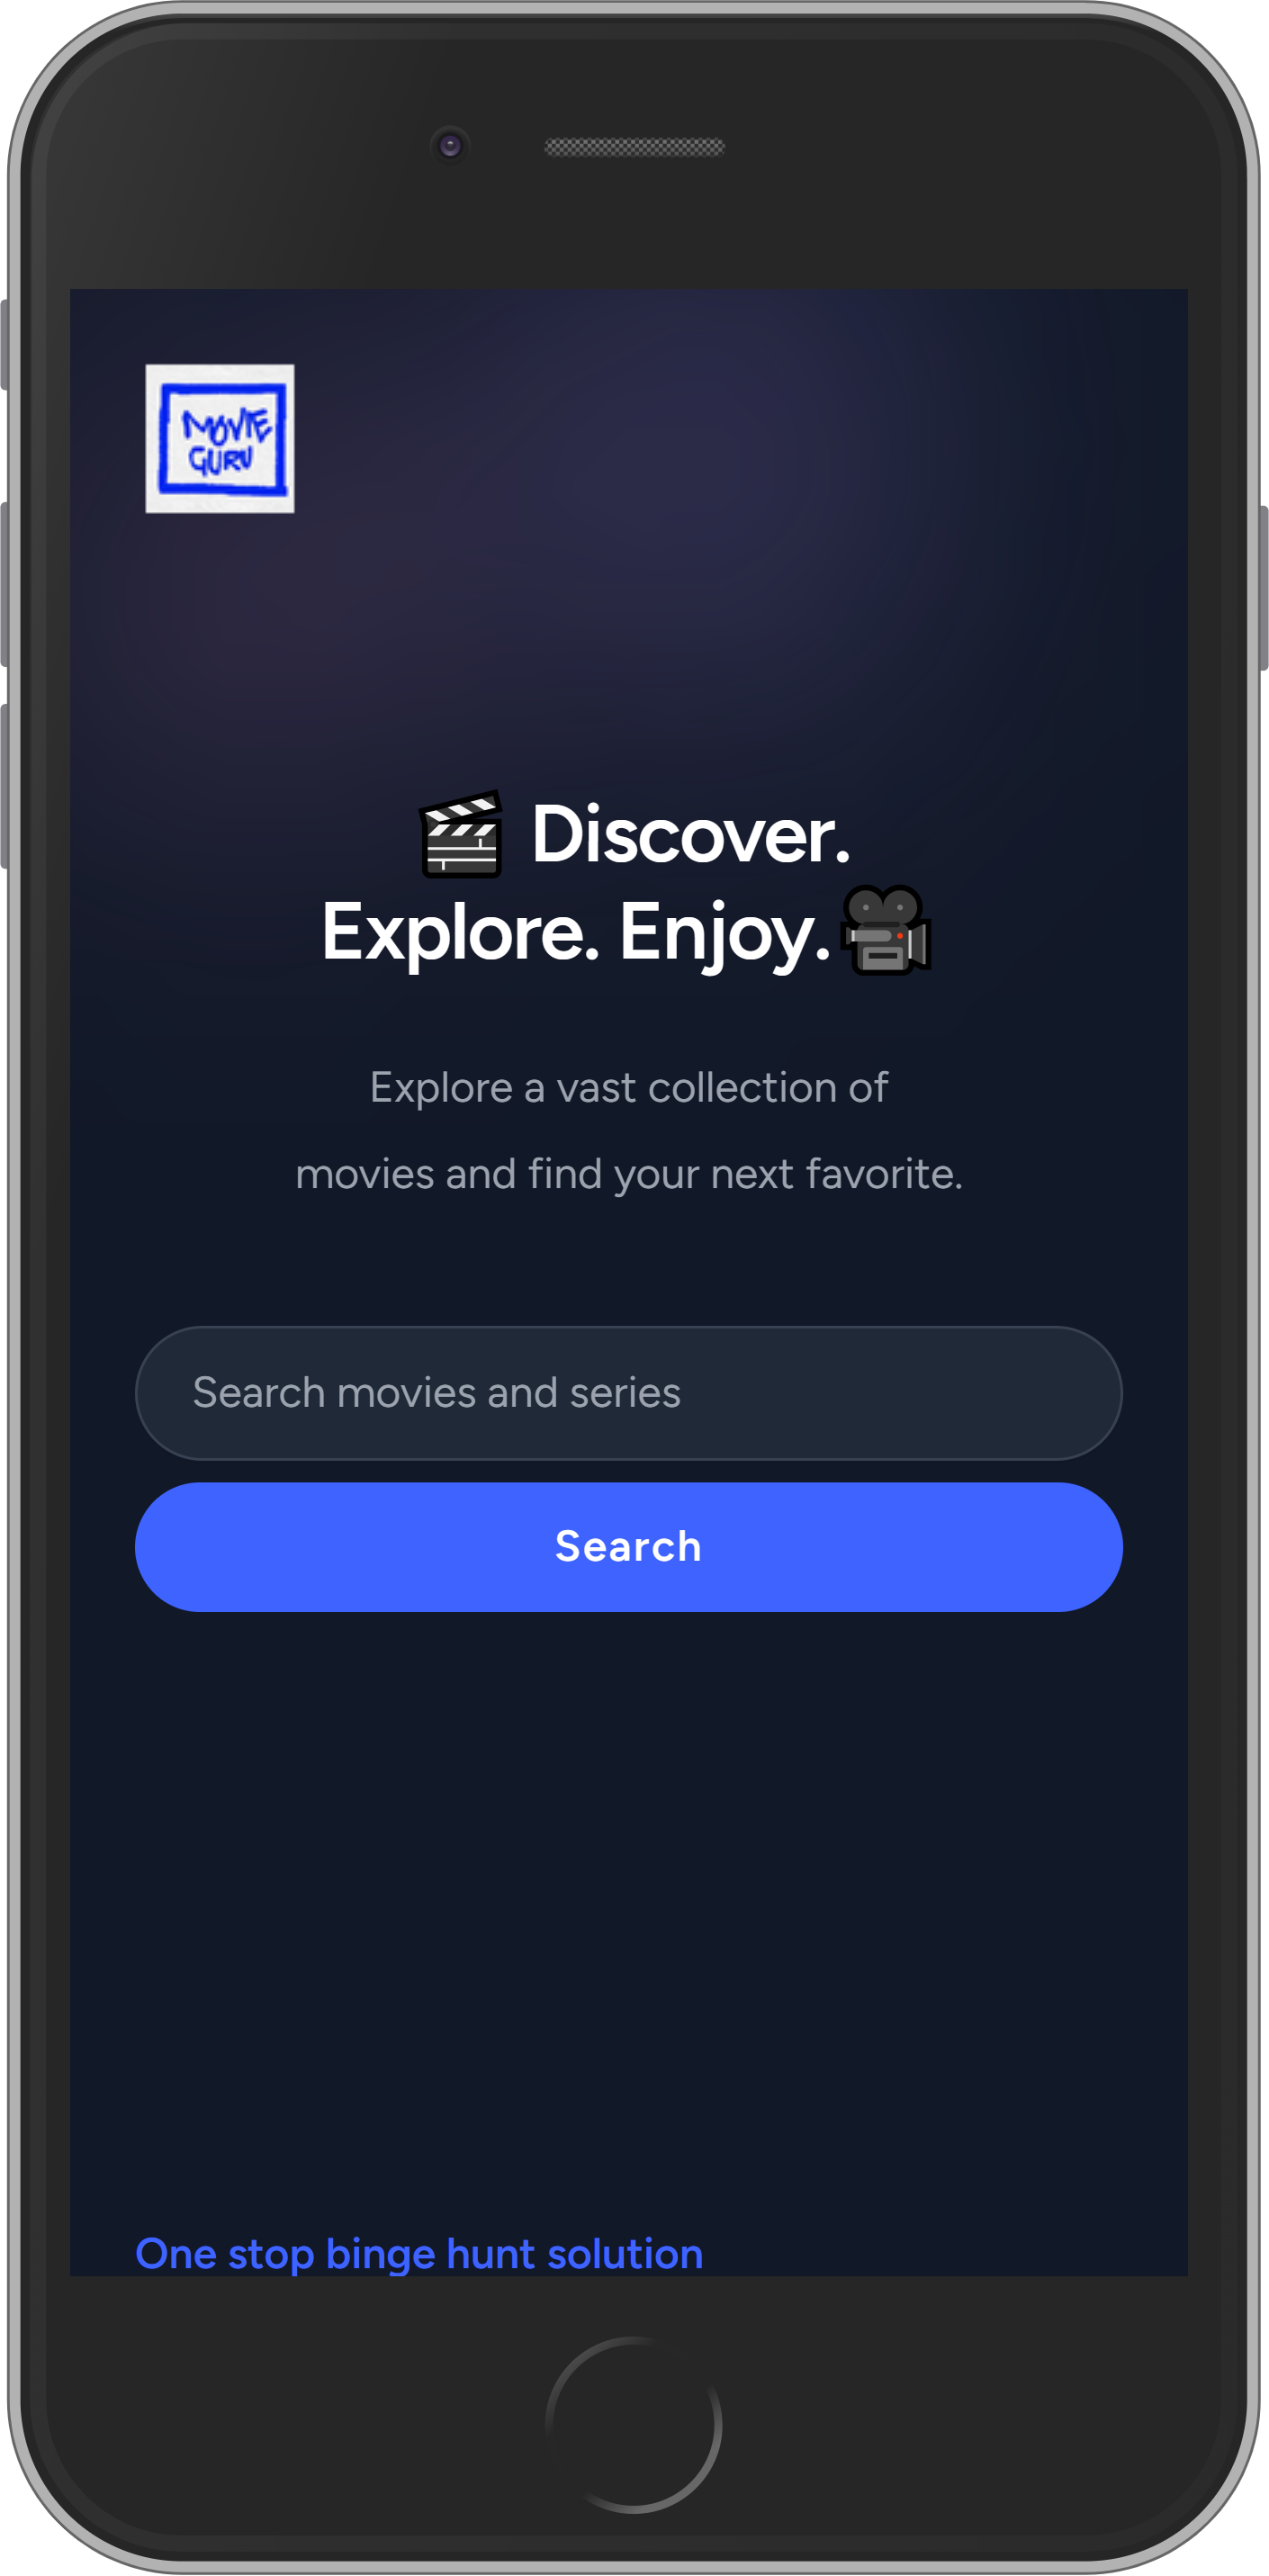 MOVIE
GURU
🎬 Discover.
Explore. Enjoy.🎥
Explore a vast collection of
movies and find your next favorite.
Search movies and series
Search
One stop binge hunt solution